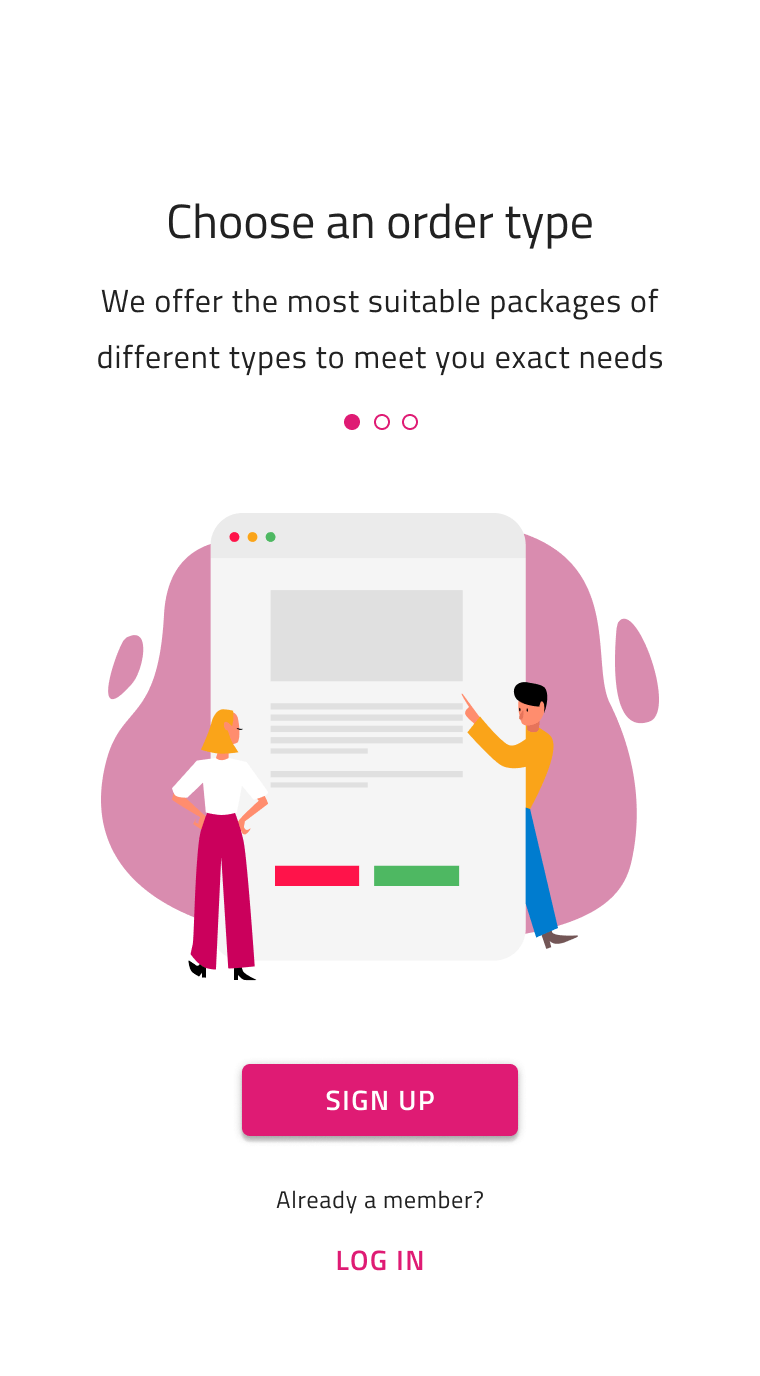 Choose an order type
We offer the most suitable packages of
different types to meet you exact needs
SIGN UP
Already a member?
LOG IN